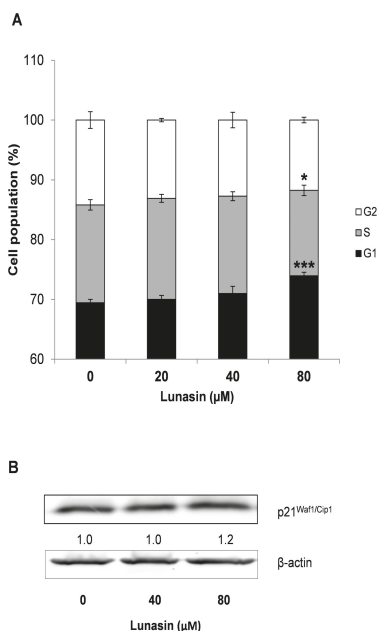 A
110
100
90
80
70
60
Cell population (%)
*
***
G2
S
G1
0 20 40 80
Lunasin (µM)
B
p21Waf1/Cip1
1.0 1.0 1.2
β-actin
0 40 80
Lunasin (µM)